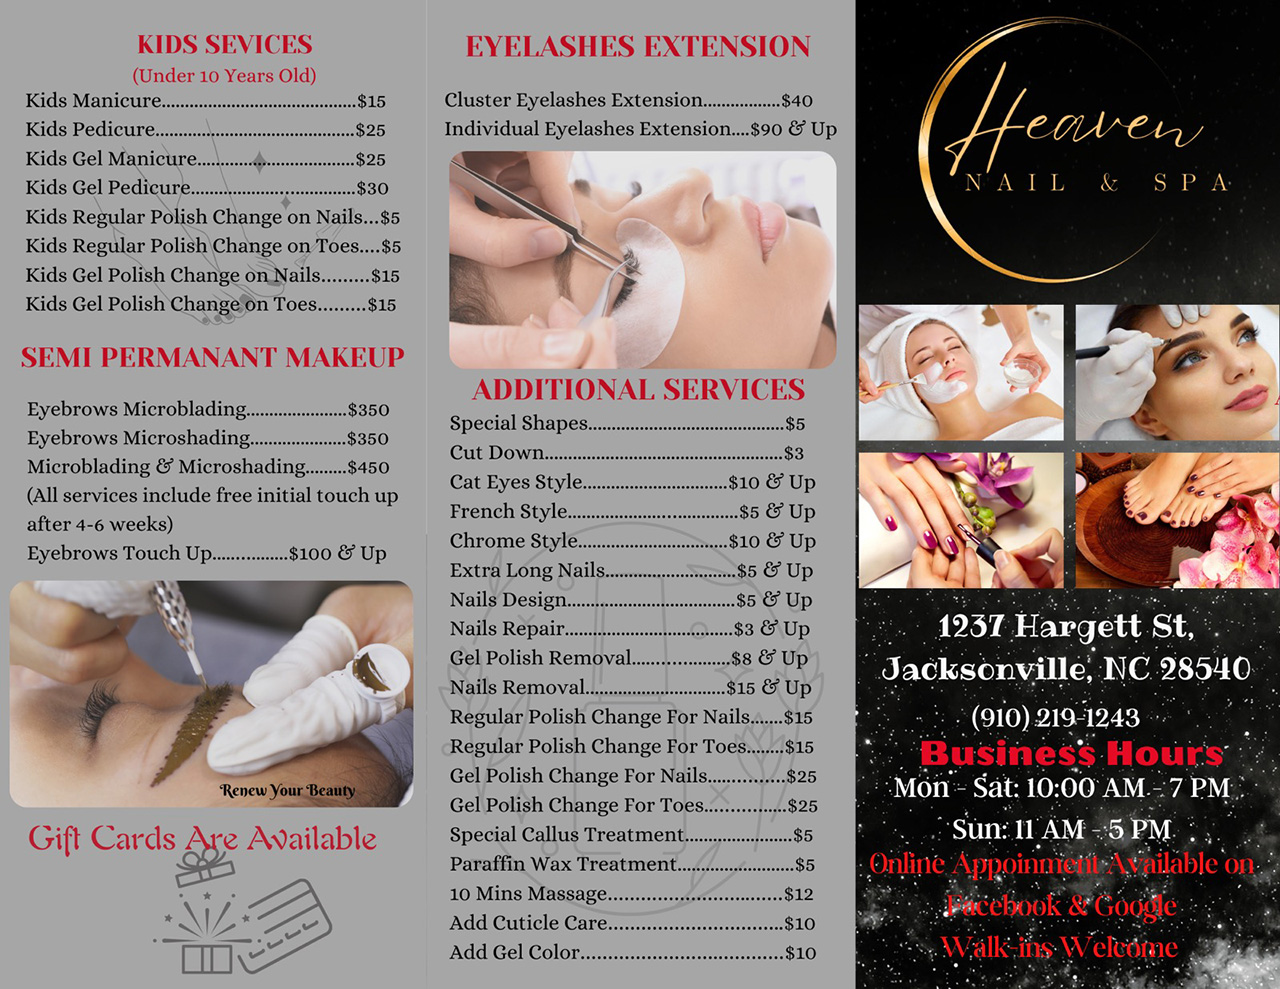 KIDS SEVICES
(Under 10 Years Old)
Kids Manicure..........................................$15
Kids Pedicure...........................................$25
Kids Gel Manicure..................................$25
Kids Gel Pedicure....................................$30
Kids Regular Polish Change on Nails...$5
Kids Regular Polish Change on Toes....$5
Kids Gel Polish Change on Nails.........$15
Kids Gel Polish Change on Toes.........$15
SEMI PERMANANT MAKEUP
Eyebrows Microblading.....................$350
Eyebrows Microshading....................$350
Microblading & Microshading.........$450
(All services include free initial touch up
after 4-6 weeks)
Eyebrows Touch Up...............$100 & Up
Renew Your Beauty
Gift Cards Are Available
EYELASHES EXTENSION
Cluster Eyelashes Extension................$40
Individual Eyelashes Extension....$90 & Up
ADDITIONAL SERVICES
Special Shapes.........................................$5
Cut Down..................................................$3
Cat Eyes Style..............................$10 & Up
French Style....................................$5 & Up
Chrome Style...............................$10 & Up
Extra Long Nails...........................$5 & Up
Nails Design...................................$5 & Up
Nails Repair...................................$3 & Up
Gel Polish Removal.....................$8 & Up
Nails Removal.............................$15 & Up
Regular Polish Change For Nails.......$15
Regular Polish Change For Toes........$15
Gel Polish Change For Nails................$25
Gel Polish Change For Toes.................$25
Special Callus Treatment.......................$5
Paraffin Wax Treatment.........................$5
10 Mins Massage.....................................$12
Add Cuticle Care.....................................$10
Add Gel Color...........................................$10
Heaven
NAIL & SPA
1237 Hargett St,
Jacksonville, NC 28540
(910) 219-1243
Business Hours
Mon - Sat: 10:00 AM - 7 PM
Sun: 11 AM - 5 PM
Online Appoinment Available on
Facebook & Google
Walk-ins Welcome